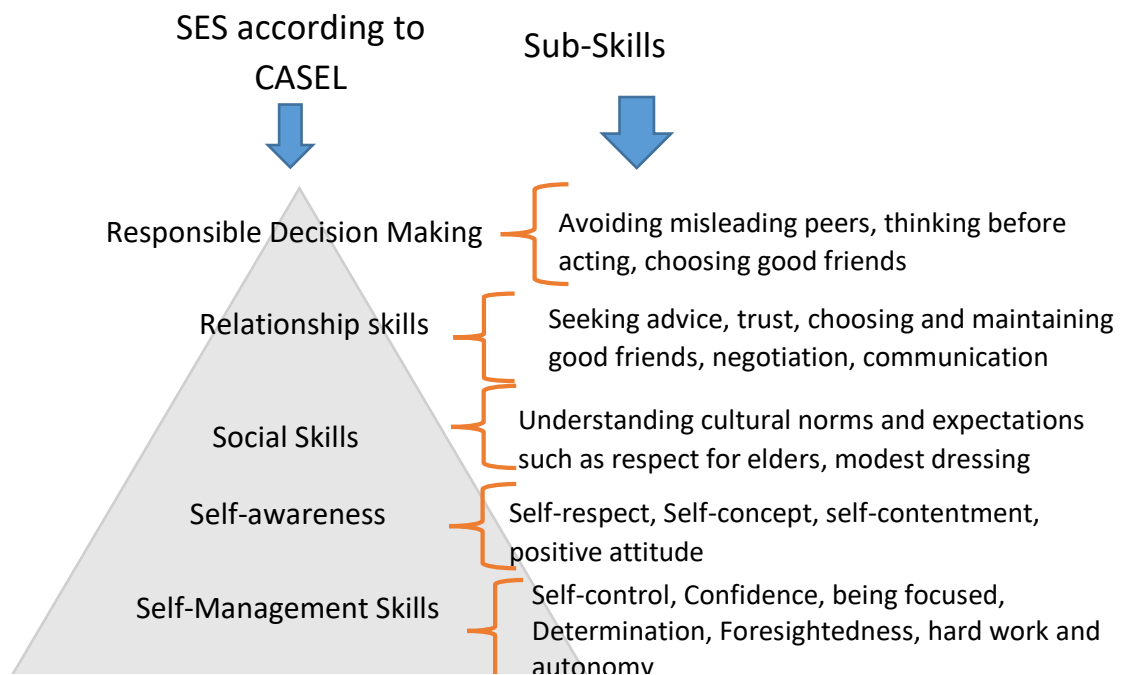 SES according to
CASEL
Sub-Skills
Responsible Decision Making
Avoiding misleading peers, thinking before
acting, choosing good friends
Relationship skills
Seeking advice, trust, choosing and maintaining
good friends, negotiation, communication
Social Skills
Understanding cultural norms and expectations
such as respect for elders, modest dressing
Self-awareness
Self-respect, Self-concept, self-contentment,
positive attitude
Self-Management Skills
Self-control, Confidence, being focused,
Determination, Foresightedness, hard work and
autonomy